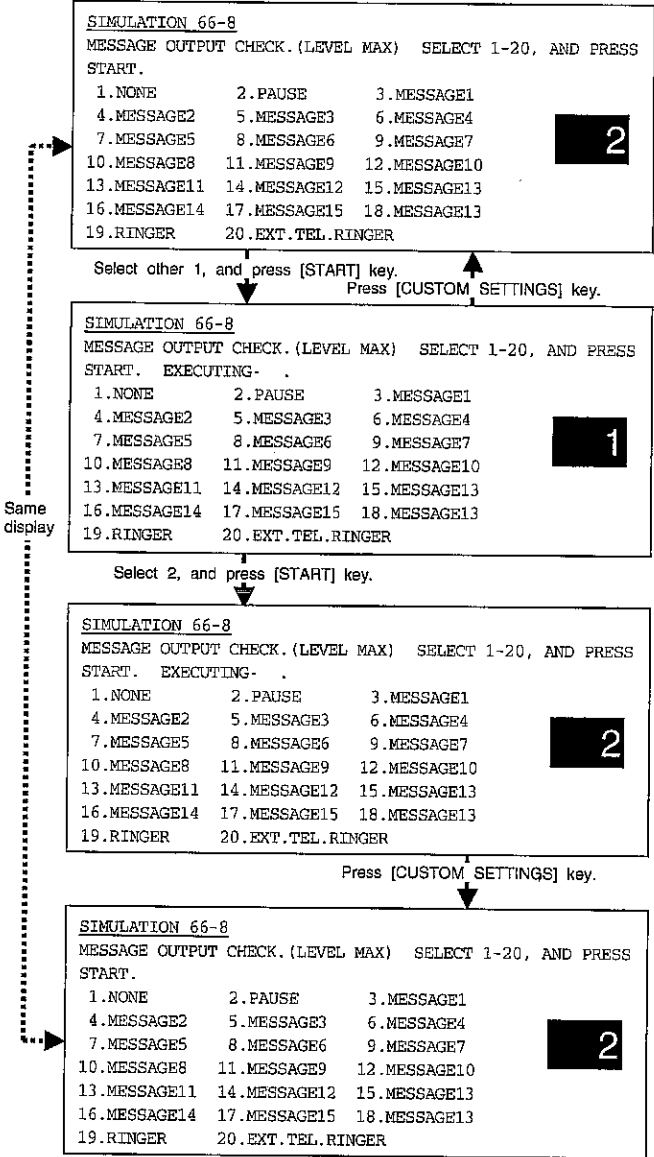 SIMULATION 66-8
MESSAGE OUTPUT CHECK.(LEVEL MAX) SELECT 1-20, AND PRESS
START.
1.NONE 2.PAUSE 3.MESSAGE1
4.MESSAGE2 5.MESSAGE3 6.MESSAGE4
7.MESSAGE5 8.MESSAGE6 9.MESSAGE7
2
10.MESSAGE8 11.MESSAGE9 12.MESSAGE10
13.MESSAGE11 14.MESSAGE12 15.MESSAGE13
16.MESSAGE14 17.MESSAGE15 18.MESSAGE13
19.RINGER 20.EXT.TEL.RINGER
Select other 1, and press [START] key.
Press [CUSTOM SETTINGS] key.
SIMULATION 66-8
MESSAGE OUTPUT CHECK.(LEVEL MAX) SELECT 1-20, AND PRESS
START. EXECUTING- .
1.NONE 2.PAUSE 3.MESSAGE1
4.MESSAGE2 5.MESSAGE3 6.MESSAGE4
7.MESSAGE5 8.MESSAGE6 9.MESSAGE7
1
10.MESSAGE8 11.MESSAGE9 12.MESSAGE10
13.MESSAGE11 14.MESSAGE12 15.MESSAGE13
16.MESSAGE14 17.MESSAGE15 18.MESSAGE13
19.RINGER 20.EXT.TEL.RINGER
Same
display
Select 2, and press [START] key.
SIMULATION 66-8
MESSAGE OUTPUT CHECK.(LEVEL MAX) SELECT 1-20, AND PRESS
START. EXECUTING- .
1.NONE 2.PAUSE 3.MESSAGE1
4.MESSAGE2 5.MESSAGE3 6.MESSAGE4
7.MESSAGE5 8.MESSAGE6 9.MESSAGE7
2
10.MESSAGE8 11.MESSAGE9 12.MESSAGE10
13.MESSAGE11 14.MESSAGE12 15.MESSAGE13
16.MESSAGE14 17.MESSAGE15 18.MESSAGE13
19.RINGER 20.EXT.TEL.RINGER
Press [CUSTOM SETTINGS] key.
SIMULATION 66-8
MESSAGE OUTPUT CHECK.(LEVEL MAX) SELECT 1-20, AND PRESS
START.
1.NONE 2.PAUSE 3.MESSAGE1
4.MESSAGE2 5.MESSAGE3 6.MESSAGE4
7.MESSAGE5 8.MESSAGE6 9.MESSAGE7
2
10.MESSAGE8 11.MESSAGE9 12.MESSAGE10
13.MESSAGE11 14.MESSAGE12 15.MESSAGE13
16.MESSAGE14 17.MESSAGE15 18.MESSAGE13
19.RINGER 20.EXT.TEL.RINGER